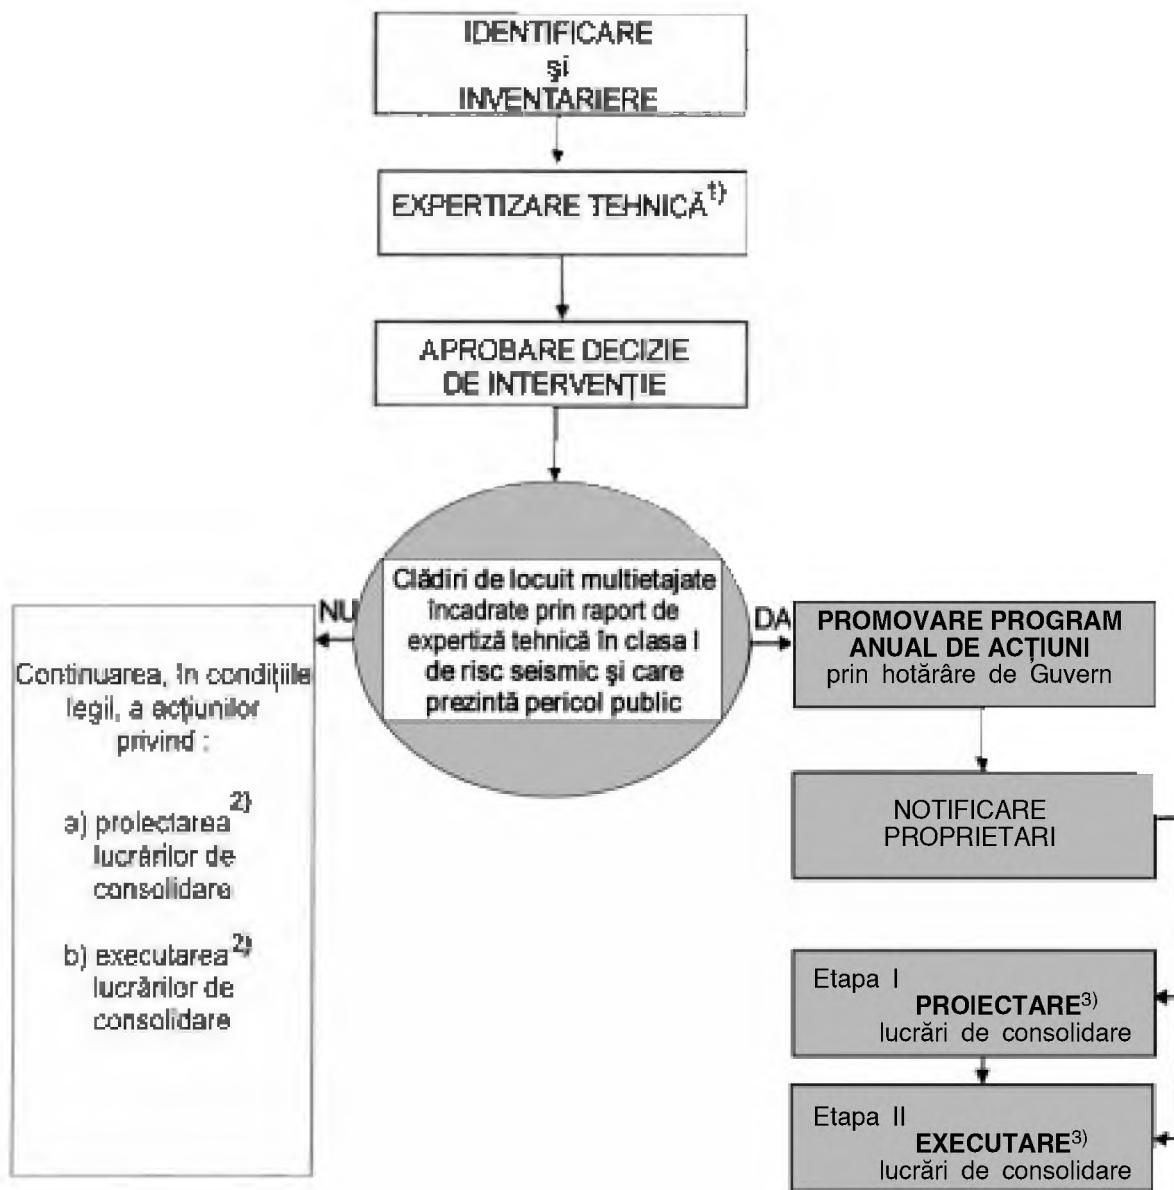 IDENTIFICARE
şi
INVENTARIERE
EXPERTIZARE TEHNICĂ1)
APROBARE DECIZIE
DE INTERVENŢIE
Clădiri de locuit multietajate
încadrate prin raport de
expertiză tehnică în clasa I
de risc seismic şi care
prezintă pericol public
NU
Continuarea, în condiţiile
legii, a acţiunilor
privind :
a) proiectarea2)
lucrărilor de
consolidare
b) executarea2)
lucrărilor de
consolidare
DA
PROMOVARE PROGRAM
ANUAL DE ACŢIUNI
prin hotărâre de Guvern
NOTIFICARE
PROPRIETARI
Etapa I
PROIECTARE3)
lucrări de consolidare
Etapa II
EXECUTARE3)
lucrări de consolidare